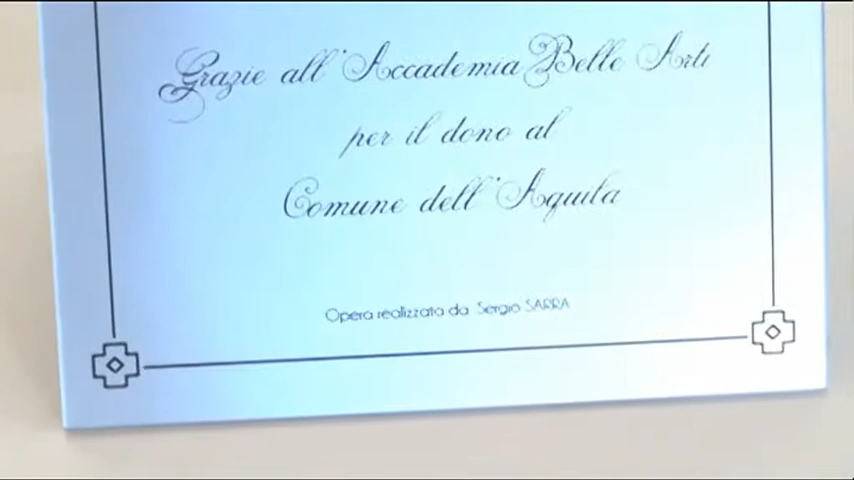 Grazie all'Accademia Belle Arti
per il dono al
Comune dell'Aquila
Opera realizzata da Sergio SARRA